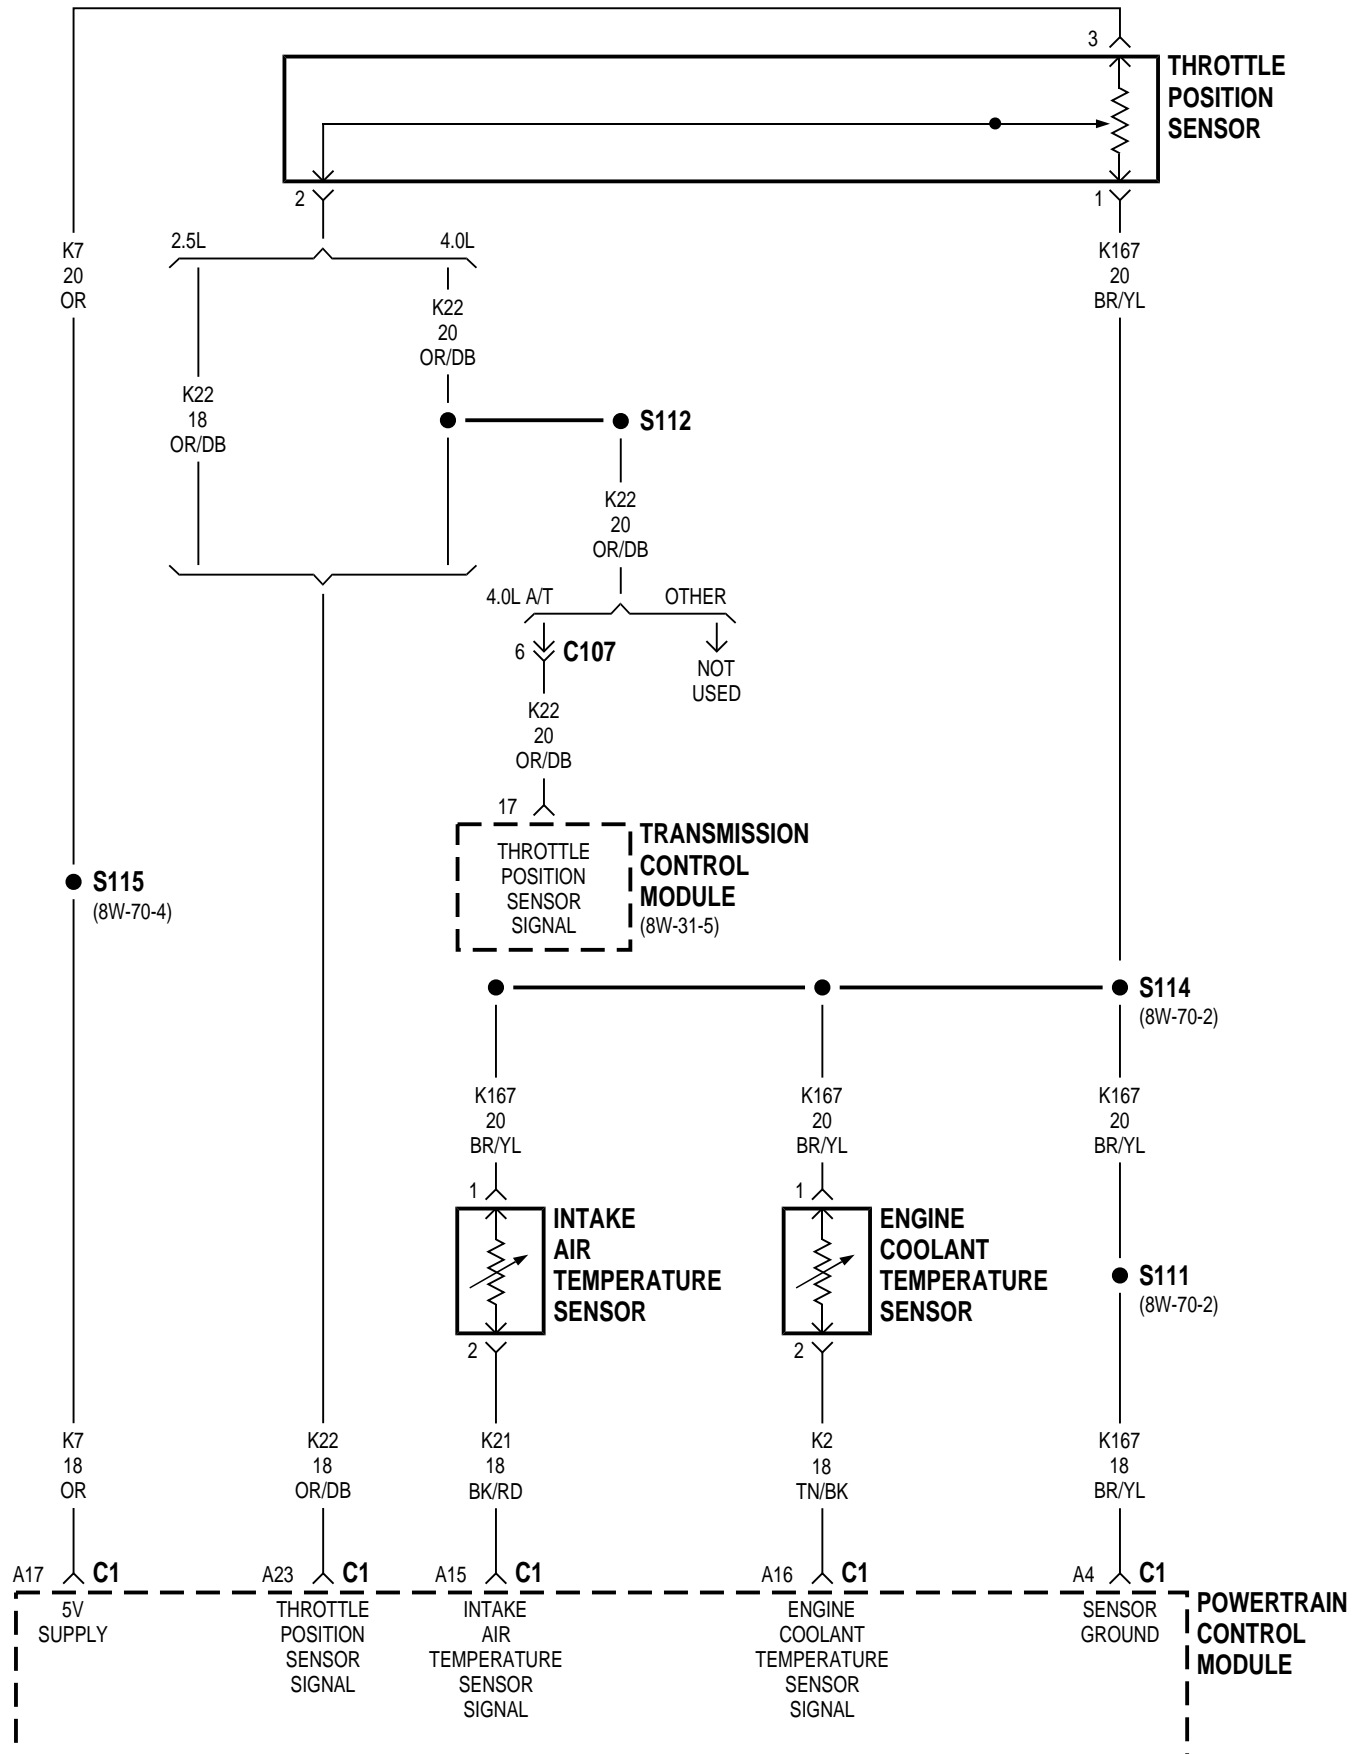 3
THROTTLE
POSITION
SENSOR
2
1
2.5L
4.0L
K7
20
OR
K167
20
BR/YL
K22
20
OR/DB
K22
18
OR/DB
S112
K22
20
OR/DB
4.0L A/T
OTHER
6
C107
NOT
USED
K22
20
OR/DB
17
THROTTLE
POSITION
SENSOR
SIGNAL
TRANSMISSION
CONTROL
MODULE
(8W-31-5)
S115
(8W-70-4)
S114
(8W-70-2)
K167
20
BR/YL
K167
20
BR/YL
K167
20
BR/YL
1
INTAKE
AIR
TEMPERATURE
SENSOR
2
1
ENGINE
COOLANT
TEMPERATURE
SENSOR
2
S111
(8W-70-2)
K7
18
OR
K22
18
OR/DB
K21
18
BK/RD
K2
18
TN/BK
K167
18
BR/YL
A17
C1
A23
C1
A15
C1
A16
C1
A4
C1
5V
SUPPLY
THROTTLE
POSITION
SENSOR
SIGNAL
INTAKE
AIR
TEMPERATURE
SENSOR
SIGNAL
ENGINE
COOLANT
TEMPERATURE
SENSOR
SIGNAL
SENSOR
GROUND
POWERTRAIN
CONTROL
MODULE